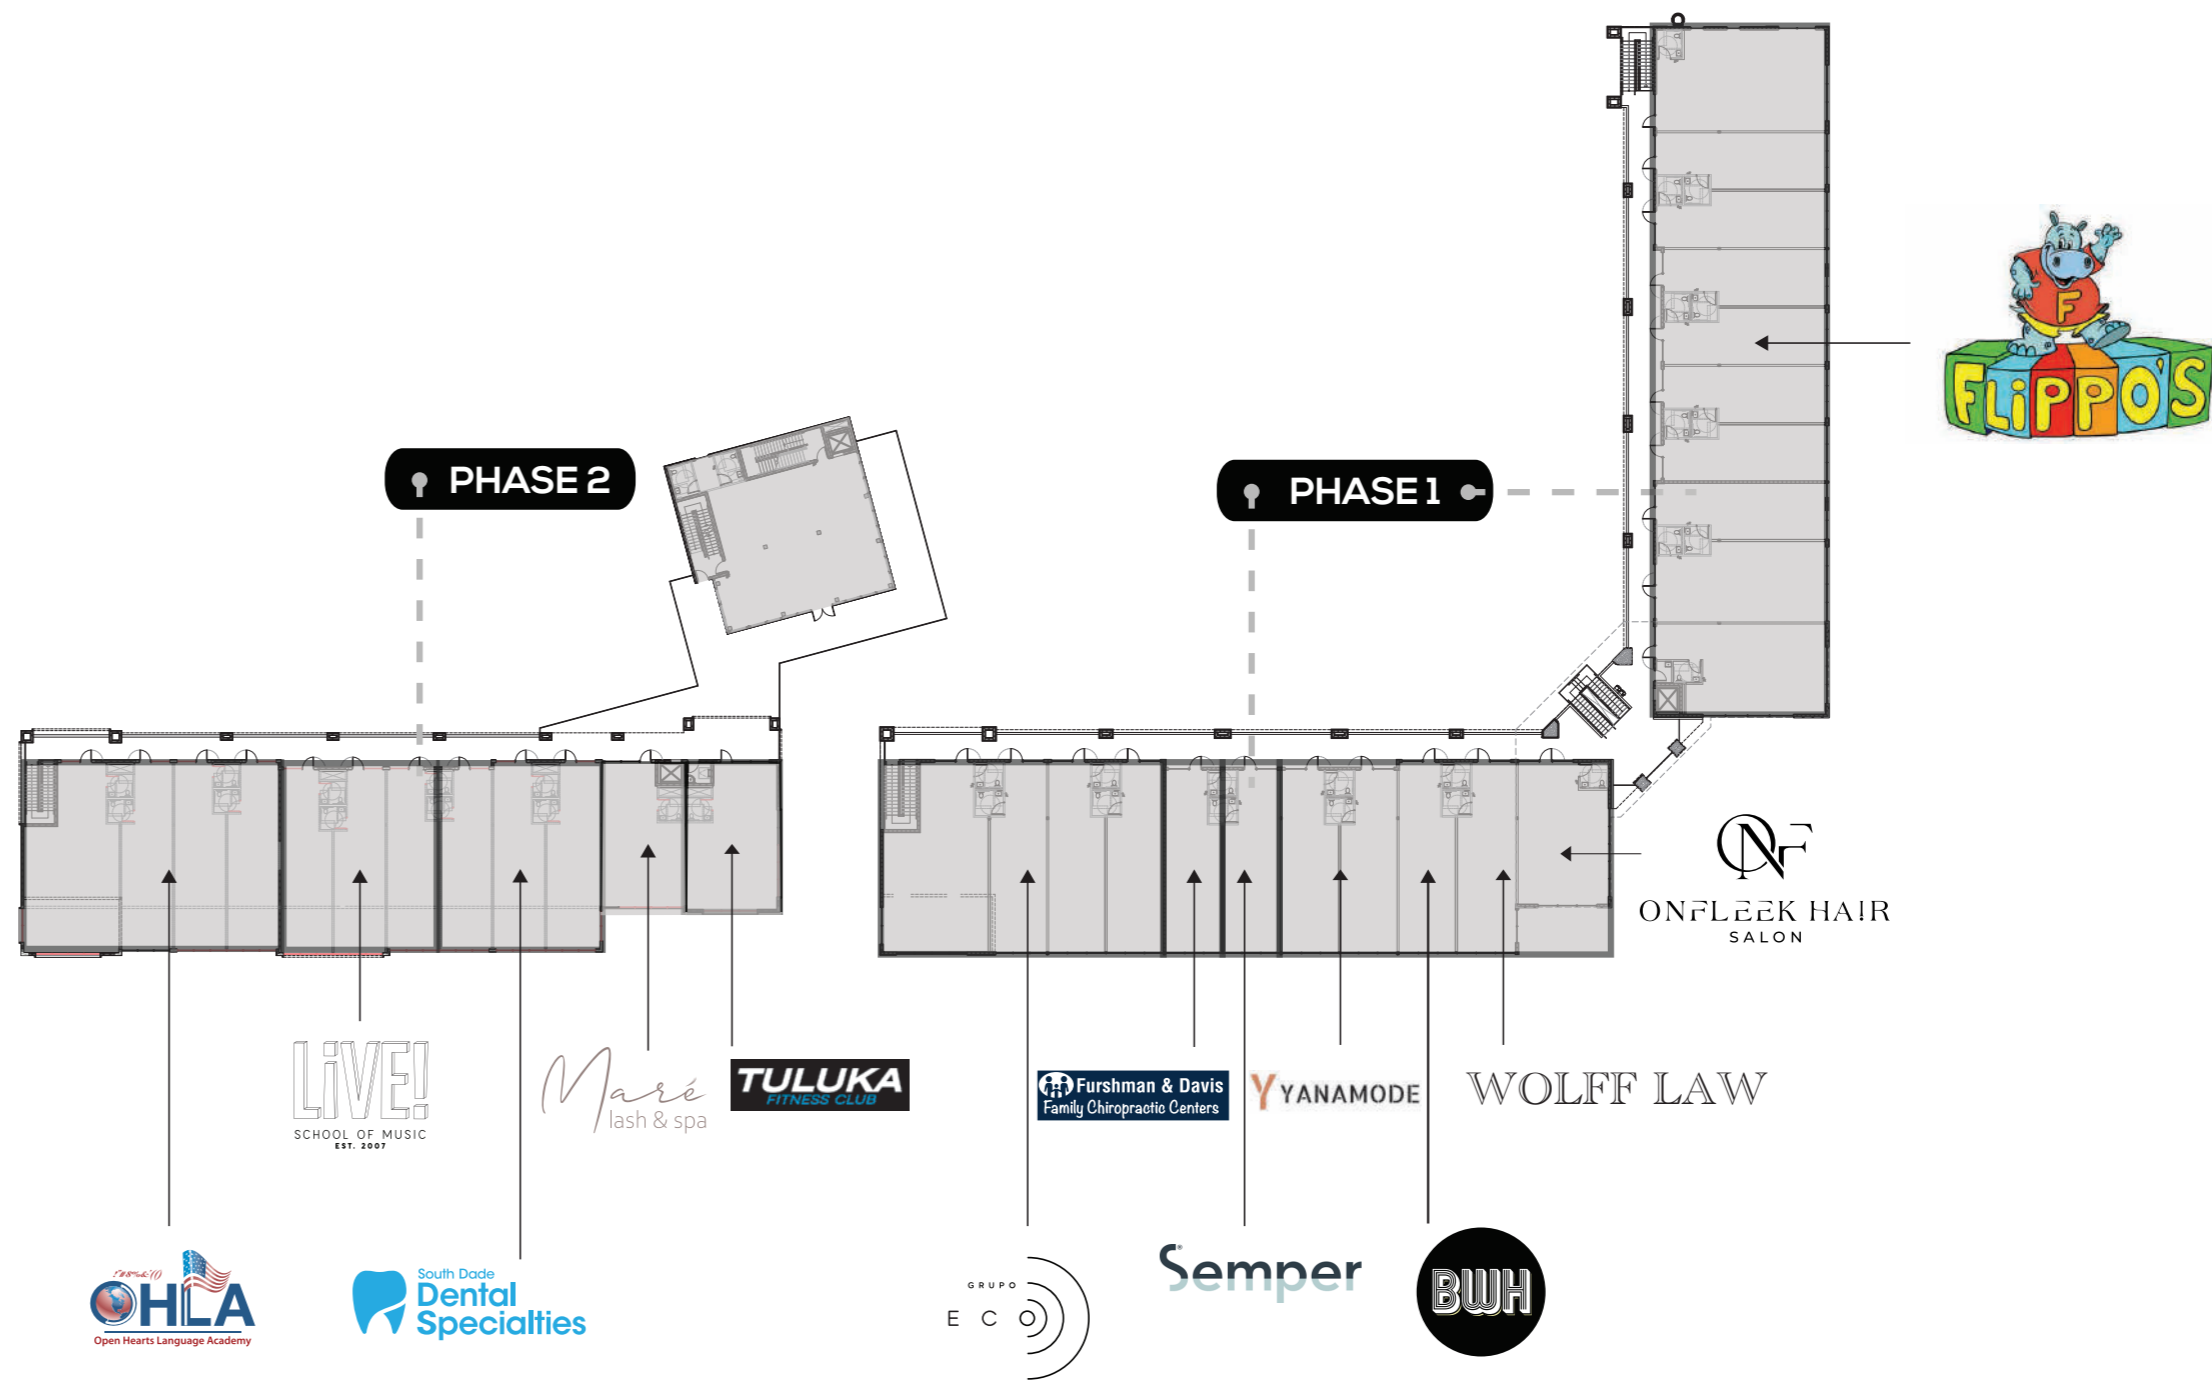 F
FLiPPO'S
PHASE 2
PHASE 1
ONF
ONFLEEK HAIR
SALON
LiVE!
SCHOOL OF MUSIC
EST. 2007
Maré
lash & spa
TULUKA
FITNESS CLUB
Furshman & Davis
Family Chiropractic Centers
Y YANAMODE
WOLFF LAW
OHLA
Open Hearts Language Academy
South Dade
Dental
Specialties
GRUPO
ECO
Semper
BWH